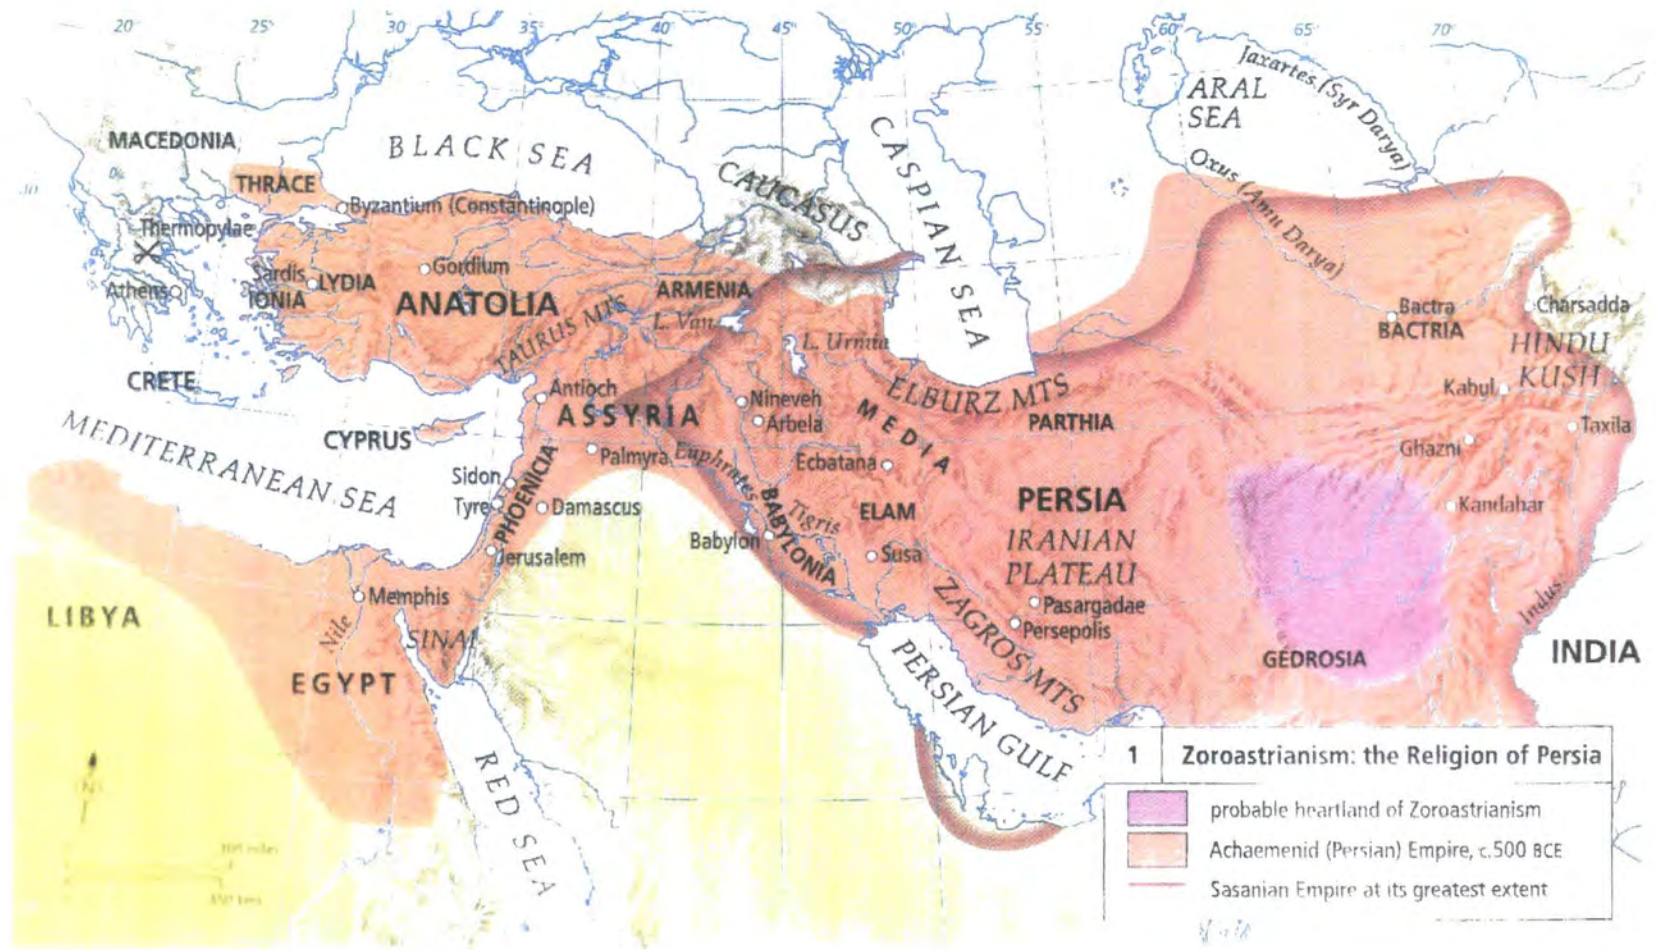 20°
25°
30°
35°
40°
45°
50°
55°
60°
65°
70°
Jaxartes (Syr Darya)
ARAL
SEA
MACEDONIA
BLACK SEA
CASPIAN SEA
CAUCASUS
Oxus (Amu Darya)
THRACE
Byzantium (Constantinople)
Thermopylae
Sardis
LYDIA
Gordium
Athens
IONIA
ANATOLIA
ARMENIA
TAURUS MTS
L. Van
L. Urmia
Bactra
BACTRIA
Charsadda
HINDU
KUSH
CRETE
Antioch
ASSYRIA
Nineveh
Arbela
ELBURZ MTS
MEDIA
PARTHIA
Kabul
Taxila
MEDITERRANEAN SEA
CYPRUS
Palmyra
Euphrates
Ecbatana
Ghazni
Sidon
Tyre
PHOENICIA
Damascus
BABYLONIA
Tigris
ELAM
PERSIA
Kandahar
Jerusalem
Babylon
Susa
IRANIAN
PLATEAU
LIBYA
Memphis
Nile
SINAI
ZAGROS MTS
Pasargadae
Persepolis
Indus
EGYPT
PERSIAN GULF
GEDROSIA
INDIA
RED SEA
(N)
1 Zoroastrianism: the Religion of Persia
probable heartland of Zoroastrianism
Achaemenid (Persian) Empire, c.500 BCE
Sasanian Empire at its greatest extent